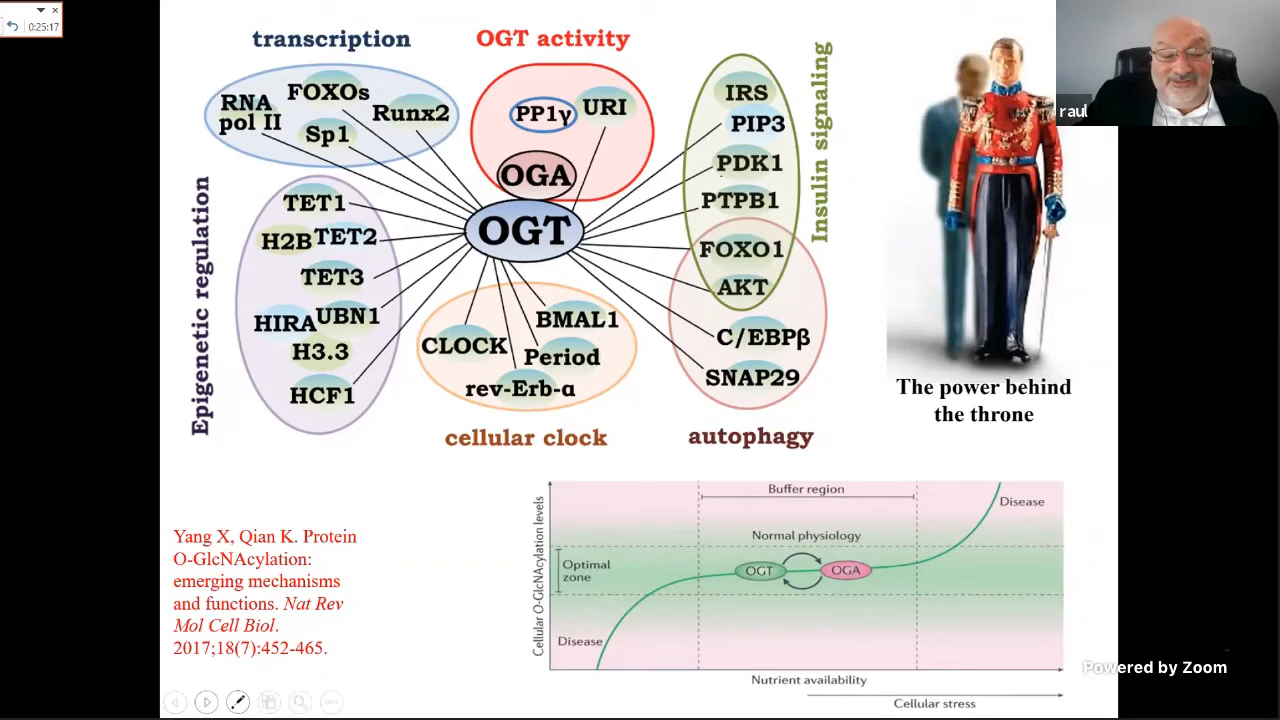 0:25:17
transcription
OGT activity
Insulin signaling
Epigenetic regulation
RNA
pol II
FOXOs
Sp1
Runx2
PP1γ
URI
OGA
OGT
IRS
PIP3
PDK1
PTPB1
FOXO1
AKT
C/EBPβ
SNAP29
TET1
H2B
TET2
TET3
HIRA
UBN1
H3.3
HCF1
CLOCK
BMAL1
Period
rev-Erb-α
cellular clock
autophagy
raul
The power behind
the throne
Yang X, Qian K. Protein
O-GlcNAcylation:
emerging mechanisms
and functions. Nat Rev
Mol Cell Biol.
2017;18(7):452-465.
Cellular O-GlcNAcylation levels
Buffer region
Disease
Normal physiology
Optimal
zone
OGT
OGA
Disease
Nutrient availability
Cellular stress
Powered by Zoom